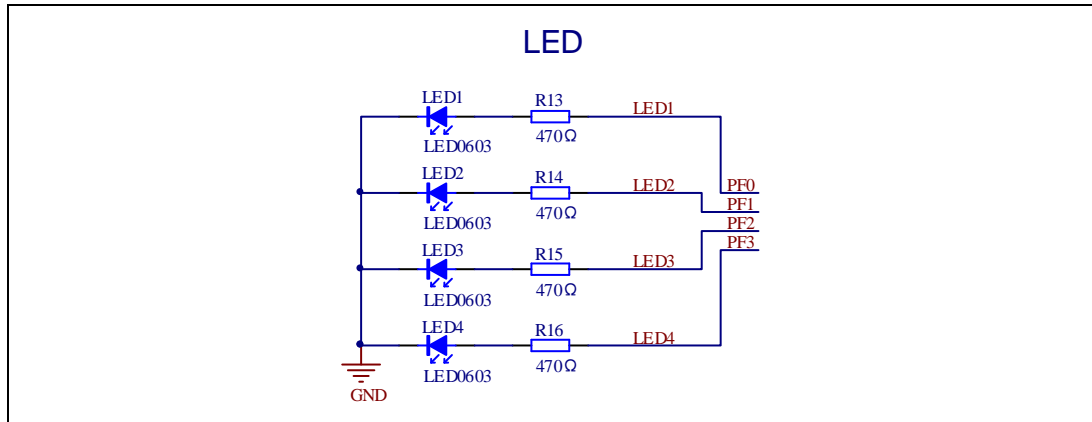 LED
LED1 R13 LED1
LED0603 470Ω
LED2 R14 LED2 PF0
PF1
LED0603 470Ω
PF2
LED3 R15 LED3 PF3
LED0603 470Ω
LED4 R16 LED4
LED0603 470Ω
GND